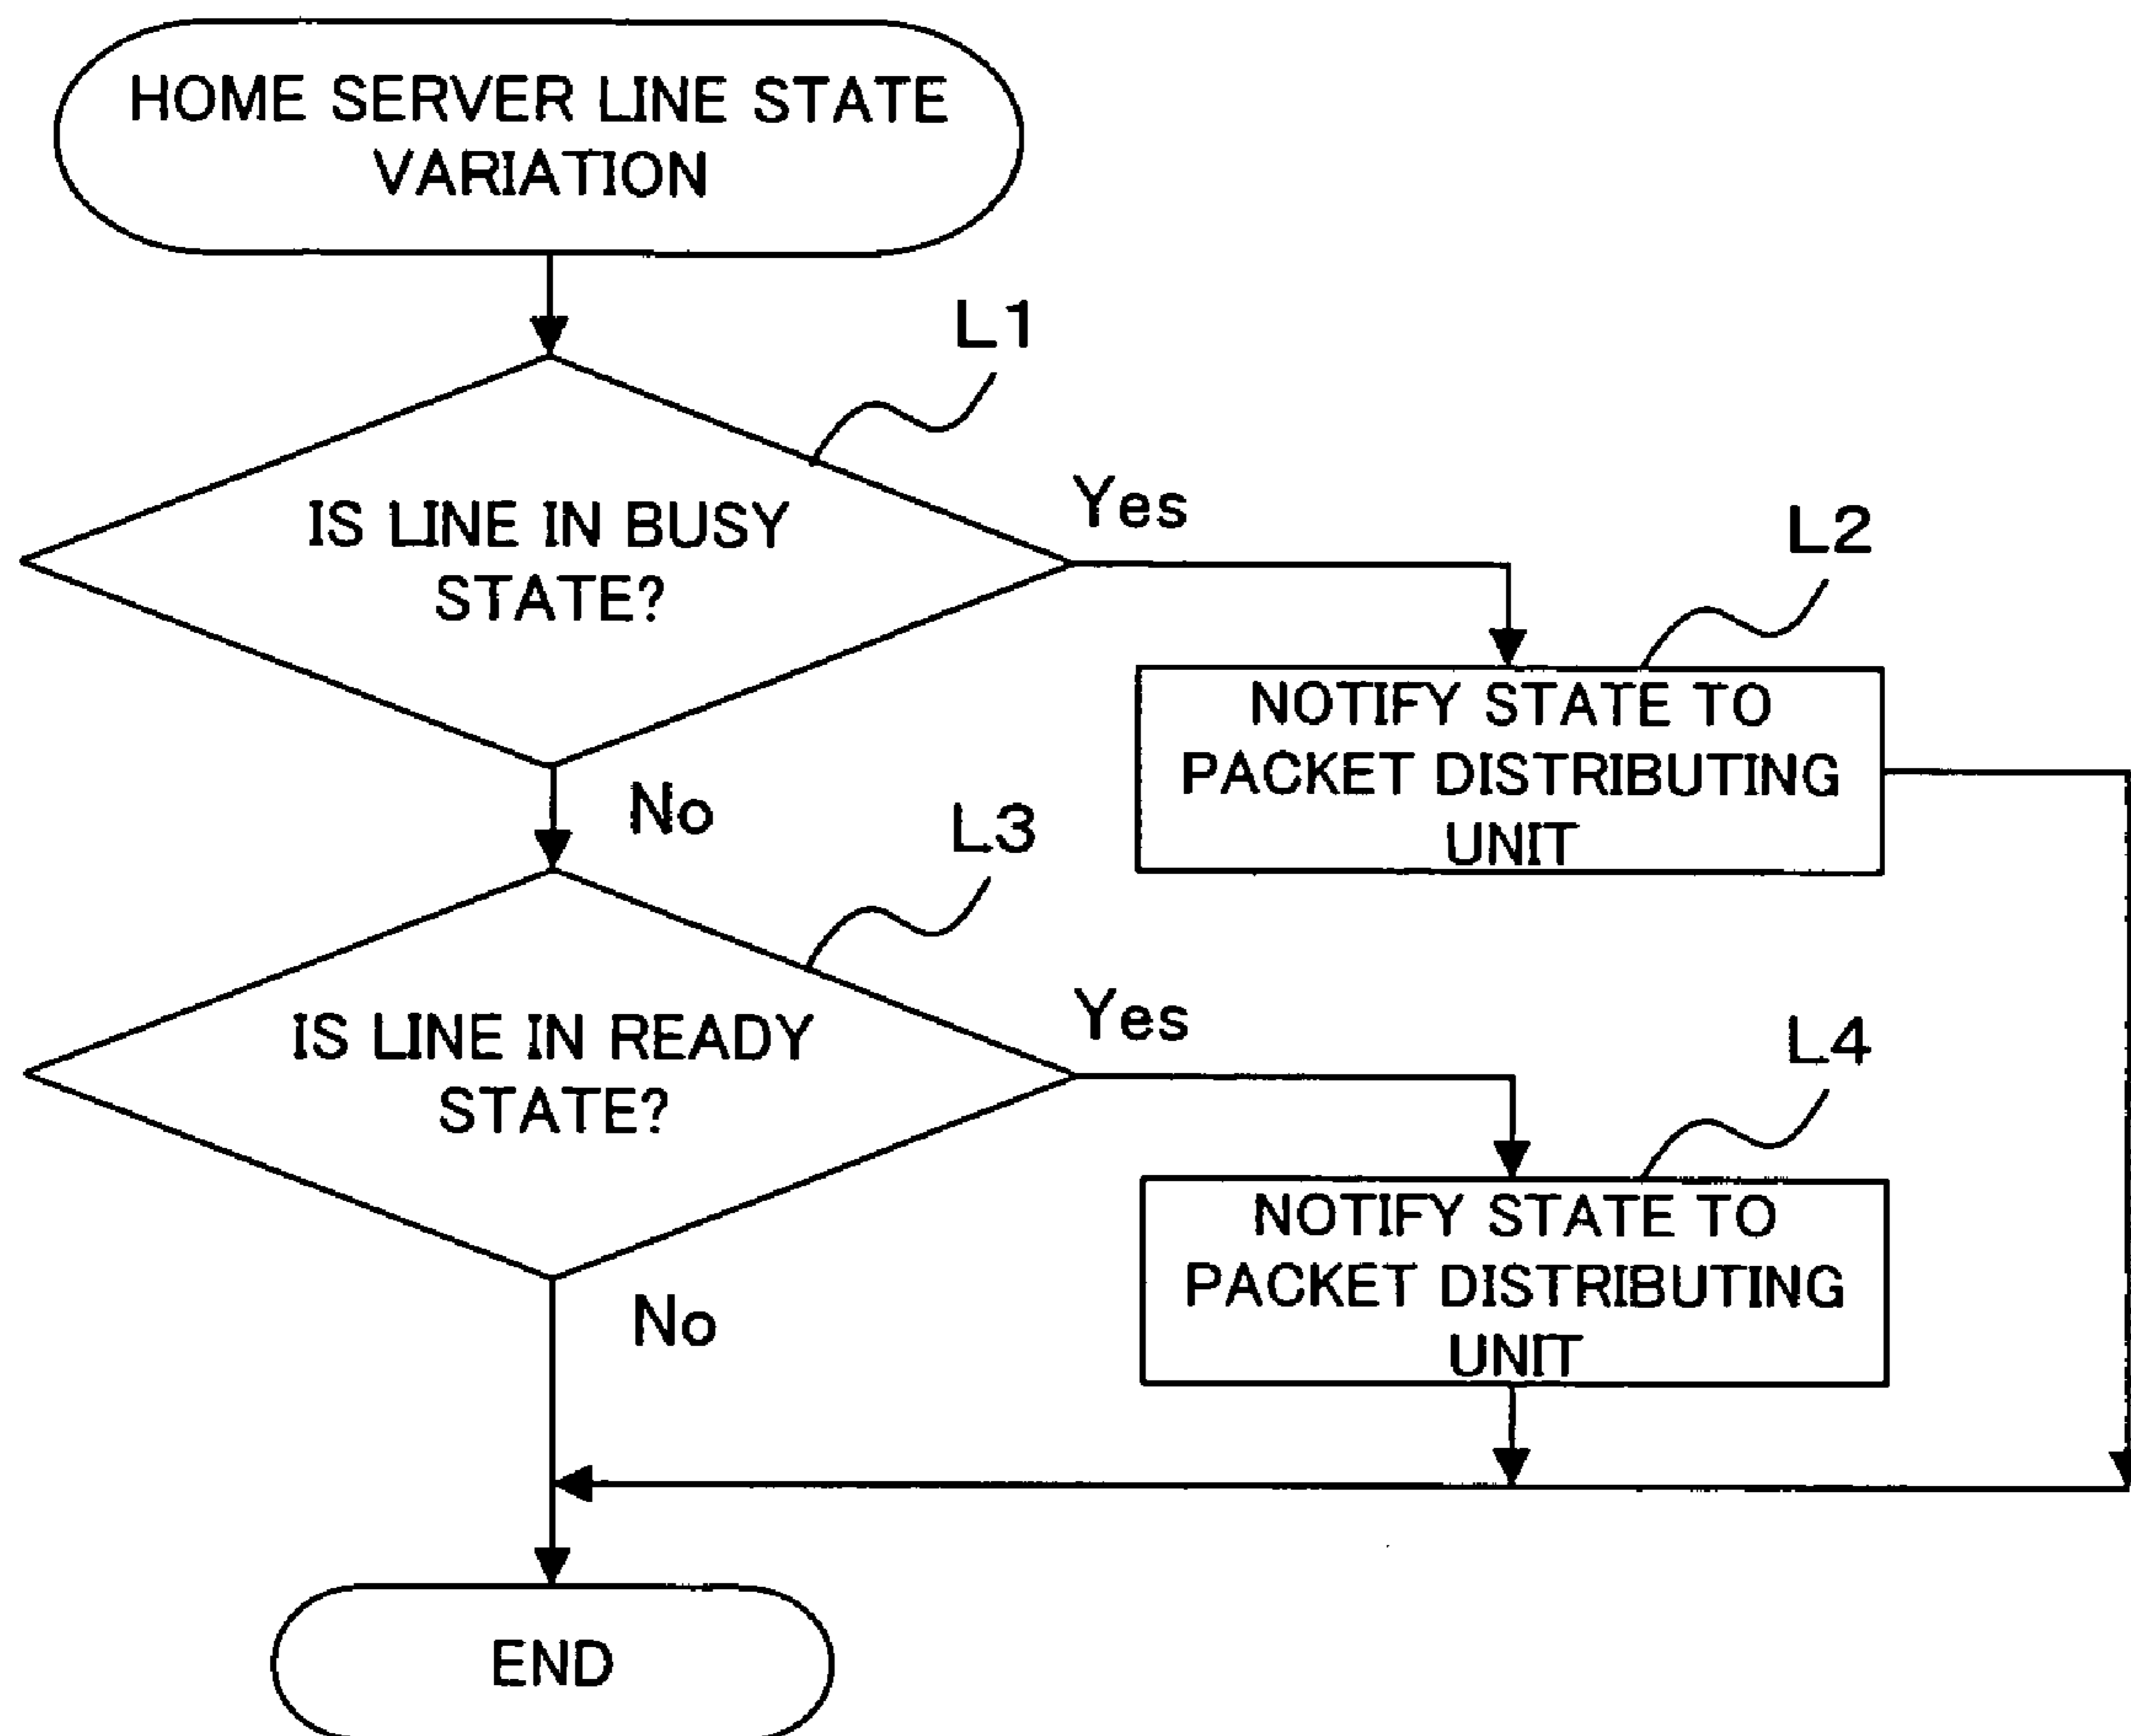 HOME SERVER LINE STATE
VARIATION
L1
IS LINE IN BUSY
STATE?
Yes
L2
NOTIFY STATE TO
PACKET DISTRIBUTING
UNIT
No
L3
IS LINE IN READY
STATE?
Yes
L4
NOTIFY STATE TO
PACKET DISTRIBUTING
UNIT
No
END